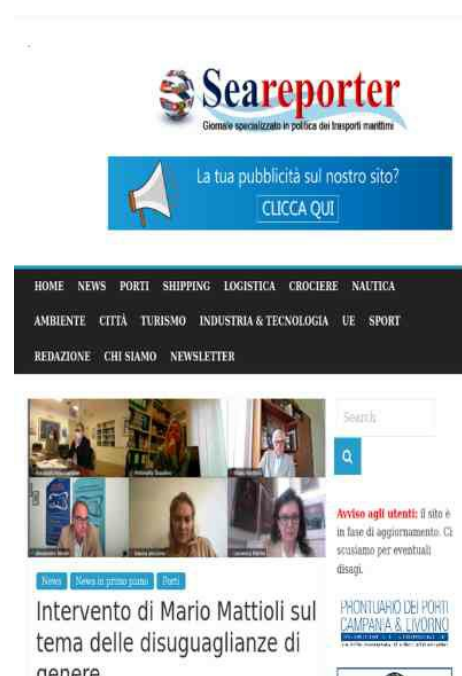 Seareporter
Giornale specializzato in politica dei trasporti marittimi
La tua pubblicità sul nostro sito?
CLICCA QUI
HOME NEWS PORTI SHIPPING LOGISTICA CROCIERE NAUTICA
AMBIENTE CITTÀ TURISMO INDUSTRIA & TECNOLOGIA UE SPORT
REDAZIONE CHI SIAMO NEWSLETTER
Search
Avviso agli utenti: il sito è
in fase di aggiornamento. Ci
scusiamo per eventuali
disagi.
News News in primo piano Porti
Intervento di Mario Mattioli sul
tema delle disuguaglianze di
genere
PRONTUARIO DEI PORTI
CAMPANIA & LIVORNO